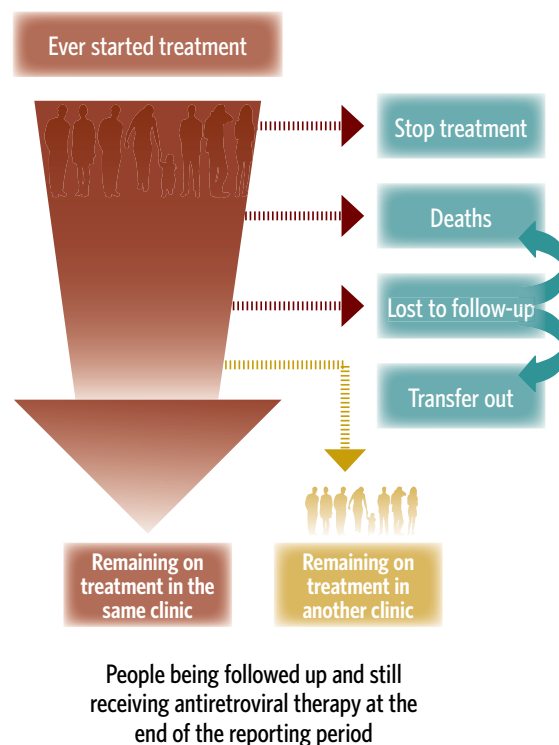 Ever started treatment
Stop treatment
Deaths
Lost to follow-up
Transfer out
Remaining on
treatment in the
same clinic
Remaining on
treatment in
another clinic
People being followed up and still
receiving antiretroviral therapy at the
end of the reporting period